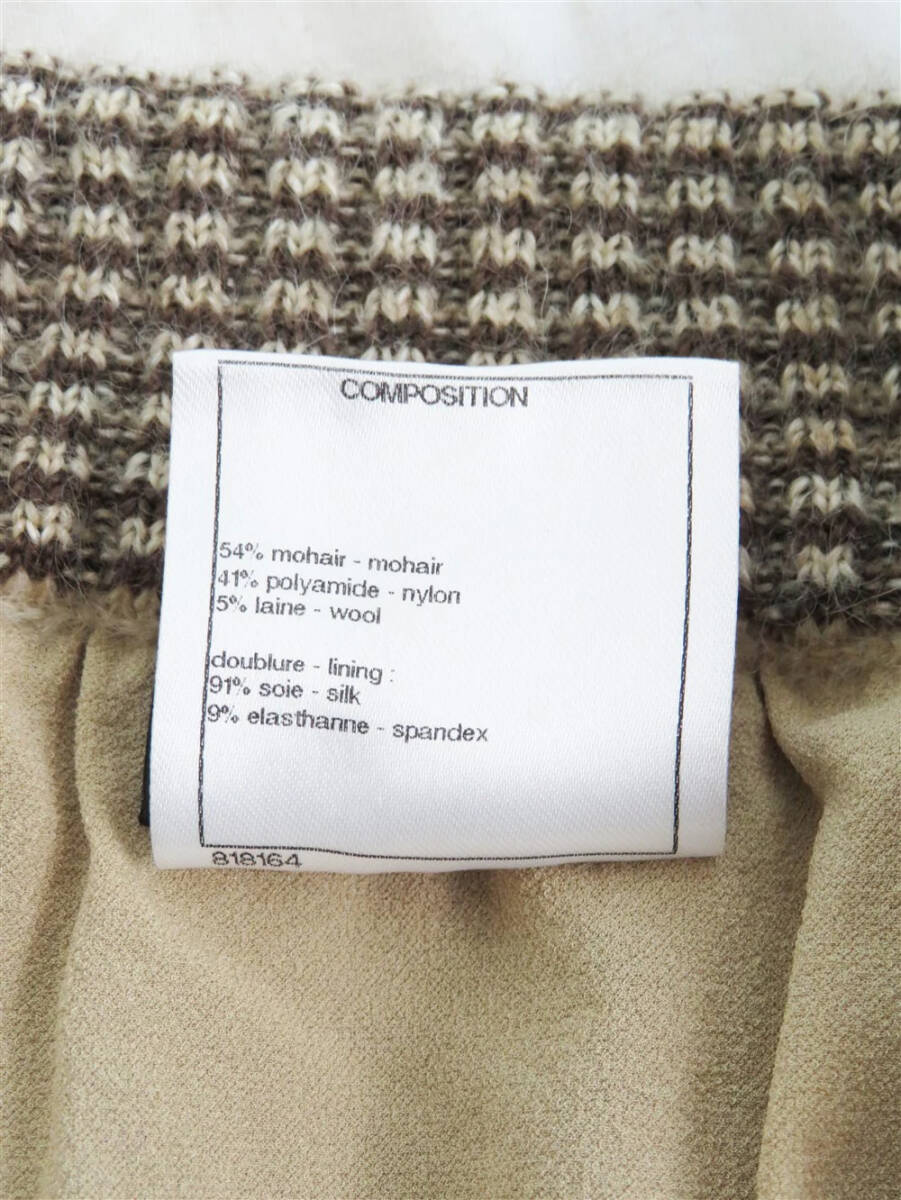 COMPOSITION
54% mohair - mohair
41% polyamide - nylon
5% laine - wool
doublure - lining :
91% soie - silk
9% elasthanne - spandex
818164